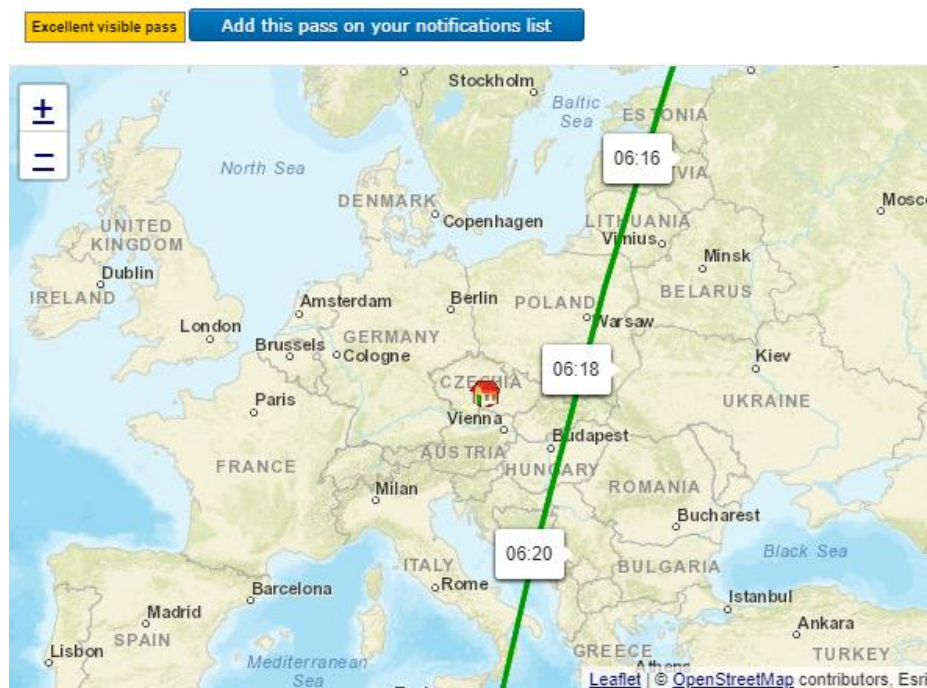 Excellent visible pass
Add this pass on your notifications list
+
−
Stockholm
Baltic
Sea
ESTONIA
06:16
VIA
North Sea
DENMARK
Copenhagen
LITHUANIA
Vilnius
Mosc
UNITED
KINGDOM
Minsk
Dublin
IRELAND
Amsterdam
Berlin
POLAND
BELARUS
London
Warsaw
Brussels
GERMANY
Cologne
Kiev
06:18
CZECHIA
Paris
UKRAINE
Vienna
Budapest
AUSTRIA
FRANCE
HUNGARY
Milan
ROMANIA
Bucharest
06:20
Black Sea
ITALY
BULGARIA
Rome
Barcelona
Istanbul
Madrid
Ankara
SPAIN
Lisbon
GREECE
TURKEY
Mediterranean
Sea
Athens
Leaflet | © OpenStreetMap contributors, Esri